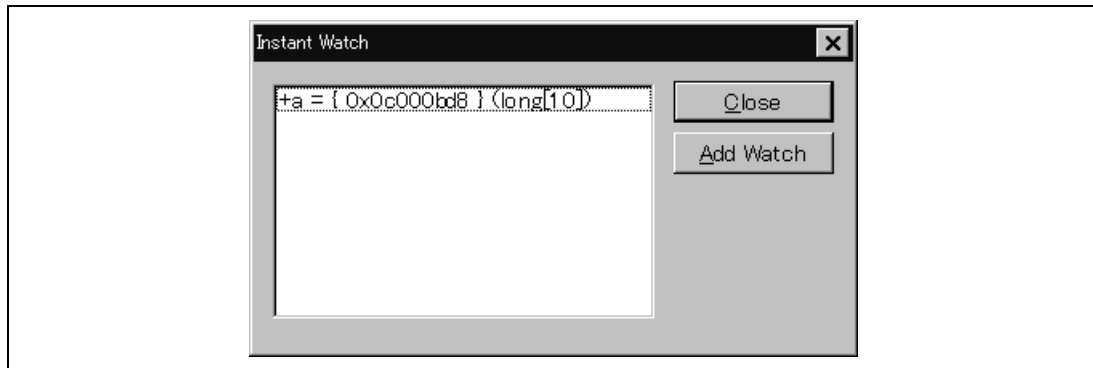 Instant Watch
+a = { 0x0c000bd8 } (long[10])
Close
Add Watch